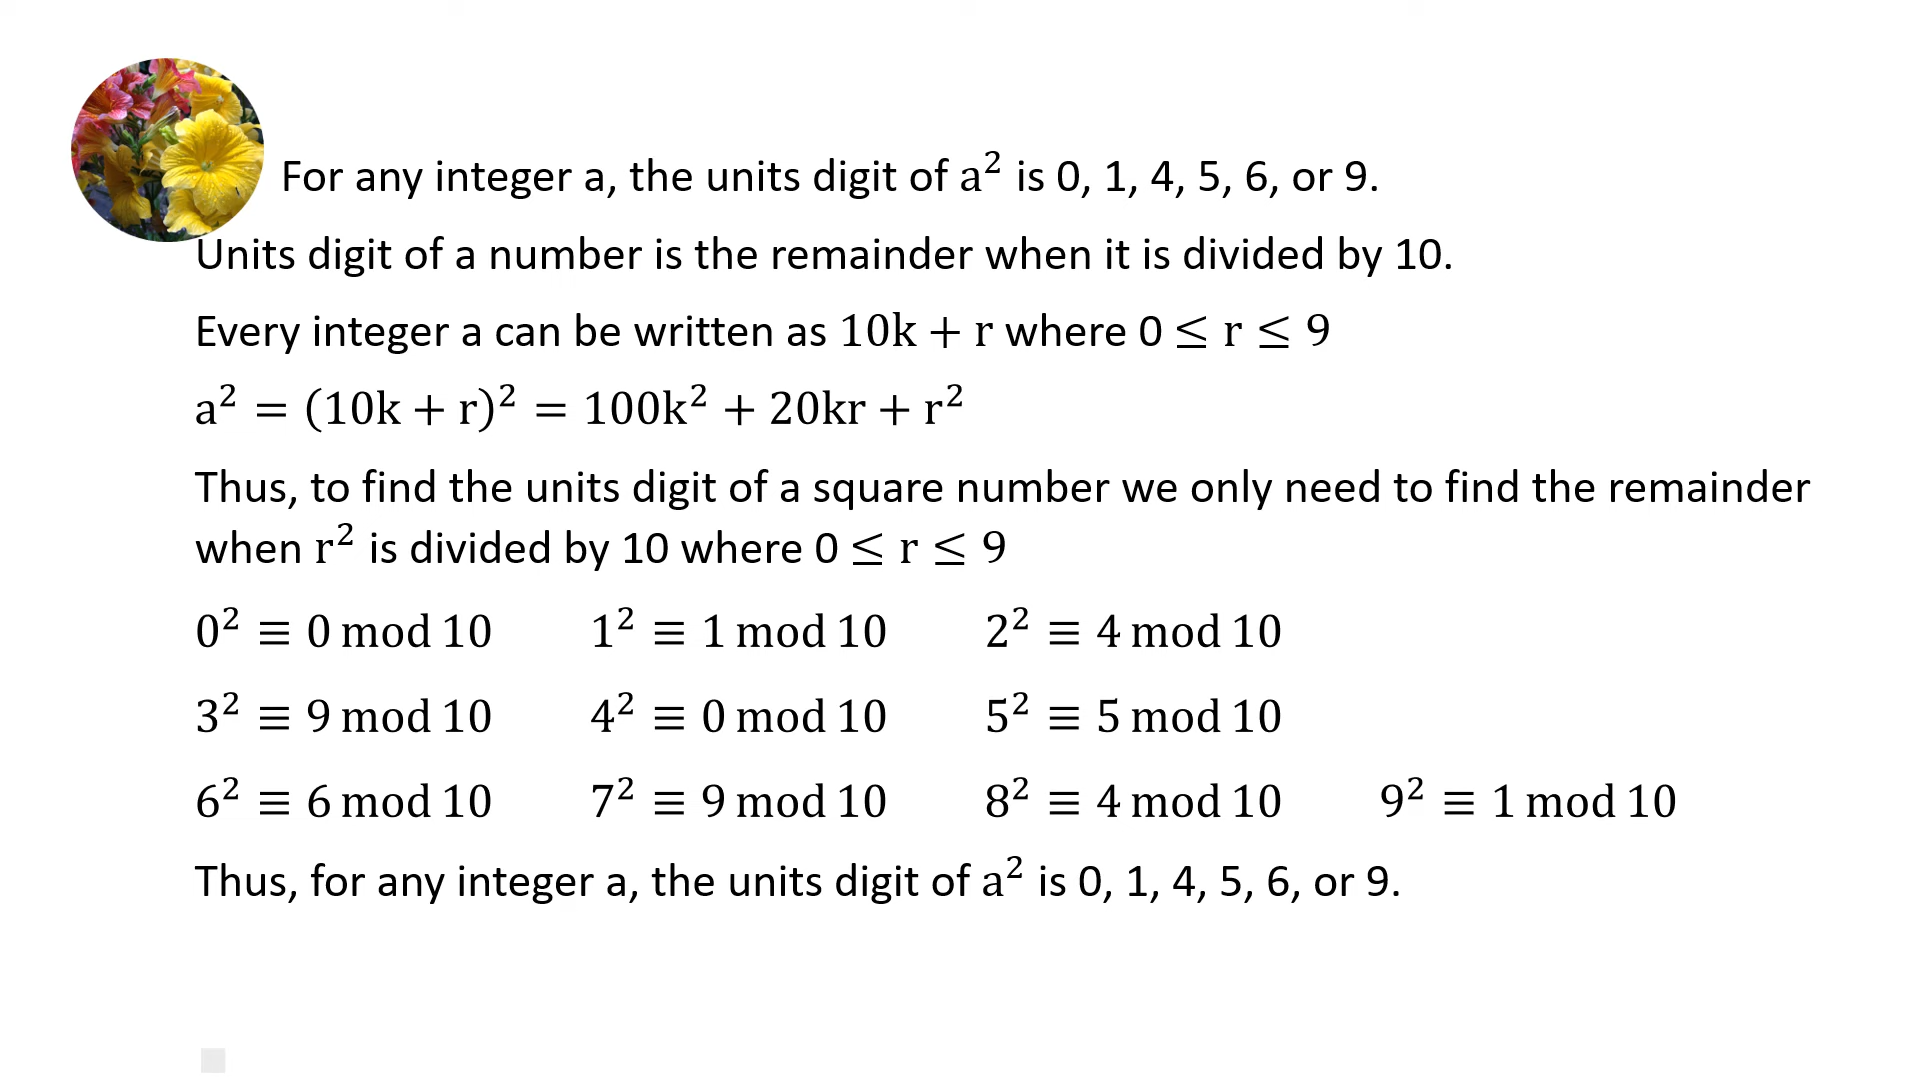 For any integer a, the units digit of a² is 0, 1, 4, 5, 6, or 9.
Units digit of a number is the remainder when it is divided by 10.
Every integer a can be written as 10k + r where 0 ≤ r ≤ 9
a² = (10k + r)² = 100k² + 20kr + r²
Thus, to find the units digit of a square number we only need to find the remainder
when r² is divided by 10 where 0 ≤ r ≤ 9
0² ≡ 0 mod 10 1² ≡ 1 mod 10 2² ≡ 4 mod 10
3² ≡ 9 mod 10 4² ≡ 0 mod 10 5² ≡ 5 mod 10
6² ≡ 6 mod 10 7² ≡ 9 mod 10 8² ≡ 4 mod 10 9² ≡ 1 mod 10
Thus, for any integer a, the units digit of a² is 0, 1, 4, 5, 6, or 9.